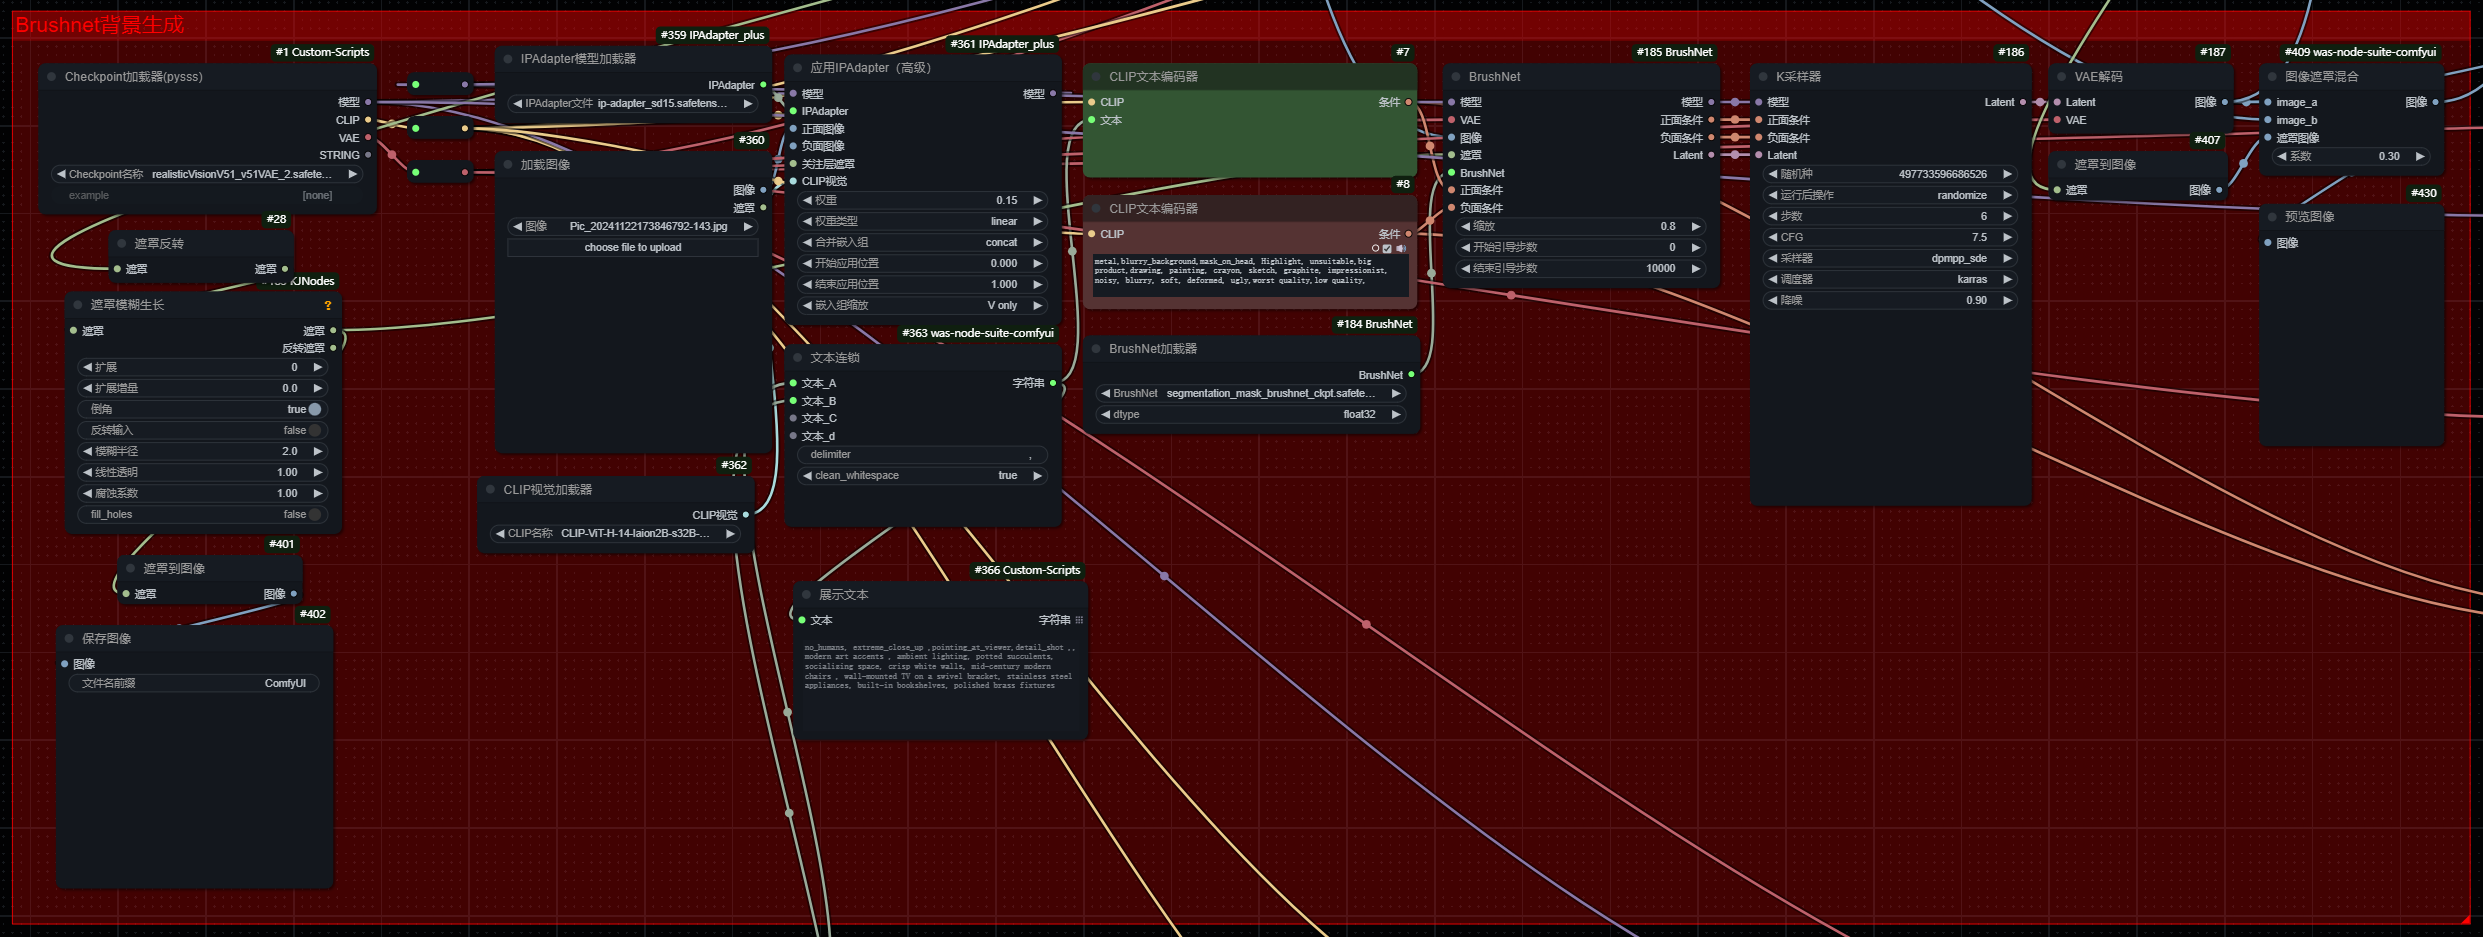 Brushnet背景生成
#1 Custom-Scripts
Checkpoint加载器(pysss)
模型
CLIP
VAE
STRING
Checkpoint名称 realisticVisionV51_v51VAE_2.safete...
example [none]
#28
遮罩反转
遮罩 遮罩
KJNodes
遮罩模糊生长 ?
遮罩 遮罩
反转遮罩
扩展 0
扩展增量 0.0
倒角 true
反转输入 false
模糊半径 2.0
线性透明 1.00
腐蚀系数 1.00
fill_holes false
#401
遮罩到图像
遮罩 图像
#402
保存图像
图像
文件名前缀 ComfyUI
#359 IPAdapter_plus
IPAdapter模型加载器
IPAdapter
IPAdapter文件 ip-adapter_sd15.safetens...
#360
加载图像
图像
遮罩
图像 Pic_20241122173846792-143.jpg
choose file to upload
#362
CLIP视觉加载器
CLIP视觉
CLIP名称 CLIP-ViT-H-14-laion2B-s32B-...
#361 IPAdapter_plus
应用IPAdapter（高级）
模型 模型
IPAdapter
正面图像
负面图像
关注层遮罩
CLIP视觉
权重 0.15
权重类型 linear
合并嵌入组 concat
开始应用位置 0.000
结束应用位置 1.000
嵌入组缩放 V only
#363 was-node-suite-comfyui
文本连锁
文本_A 字符串
文本_B
文本_C
文本_d
delimiter ,
clean_whitespace true
#366 Custom-Scripts
展示文本
文本 字符串
no_humans, extreme_close_up ,pointing_at_viewer,detail_shot ,,
modern art accents , ambient lighting, potted succulents,
socializing space, crisp white walls, mid-century modern
chairs , wall-mounted TV on a swivel bracket, stainless steel
appliances, built-in bookshelves, polished brass fixtures
#7
CLIP文本编码器
CLIP 条件
文本
#8
CLIP文本编码器
CLIP 条件
metal,blurry_background,mask_on_head, Highlight, unsuitable,big
product,drawing, painting, crayon, sketch, graphite, impressionist,
noisy, blurry, soft, deformed, ugly,worst quality,low quality,
#184 BrushNet
BrushNet加载器
BrushNet
BrushNet segmentation_mask_brushnet_ckpt.safete...
dtype float32
#185 BrushNet
BrushNet
模型 模型
VAE 正面条件
图像 负面条件
遮罩 Latent
BrushNet
正面条件
负面条件
缩放 0.8
开始引导步数 0
结束引导步数 10000
#186
K采样器
模型 Latent
正面条件
负面条件
Latent
随机种 497733596686526
运行后操作 randomize
步数 6
CFG 7.5
采样器 dpmpp_sde
调度器 karras
降噪 0.90
#187
VAE解码
Latent 图像
VAE
#407
遮罩到图像
遮罩 图像
#409 was-node-suite-comfyui
图像遮罩混合
image_a 图像
image_b
遮罩图像
系数 0.30
#430
预览图像
图像